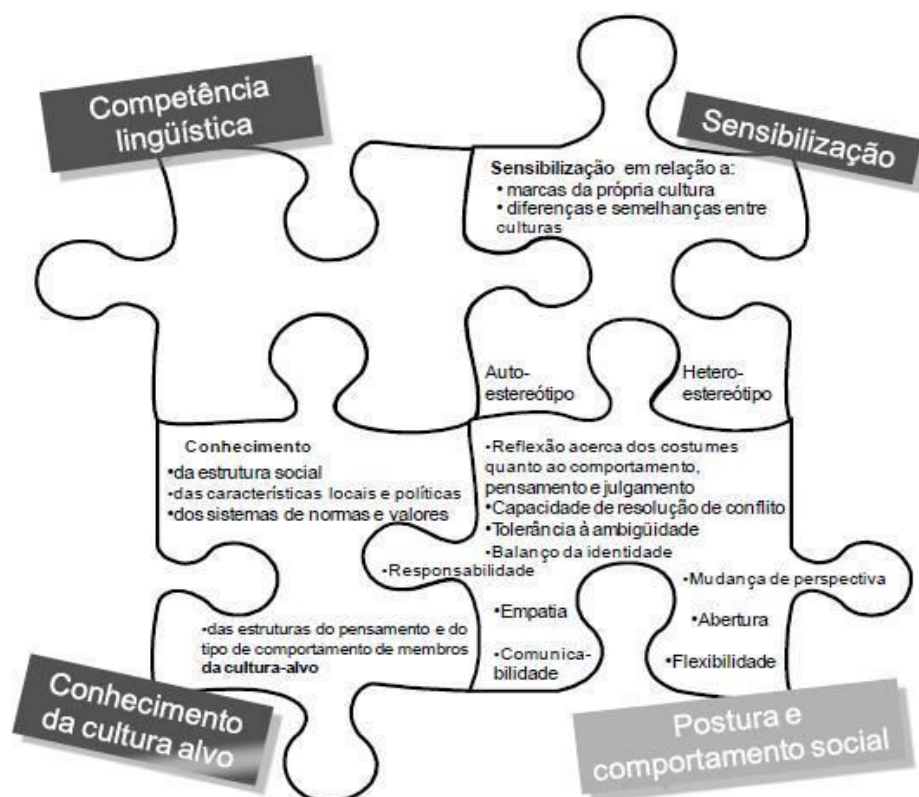 Competência
lingüística
Sensibilização
Sensibilização em relação a:
• marcas da própria cultura
• diferenças e semelhanças entre
culturas
Auto-
estereótipo
Hetero-
estereótipo
Conhecimento
•da estrutura social
•das características locais e políticas
•dos sistemas de normas e valores
•das estruturas do pensamento e do
tipo de comportamento de membros
da cultura-alvo
•Reflexão acerca dos costumes
quanto ao comportamento,
pensamento e julgamento
•Capacidade de resolução de conflito
•Tolerância à ambigüidade
•Balanço da identidade
•Responsabilidade
•Mudança de perspectiva
•Empatia
•Abertura
•Comunica-
bilidade
•Flexibilidade
Conhecimento
da cultura alvo
Postura e
comportamento social